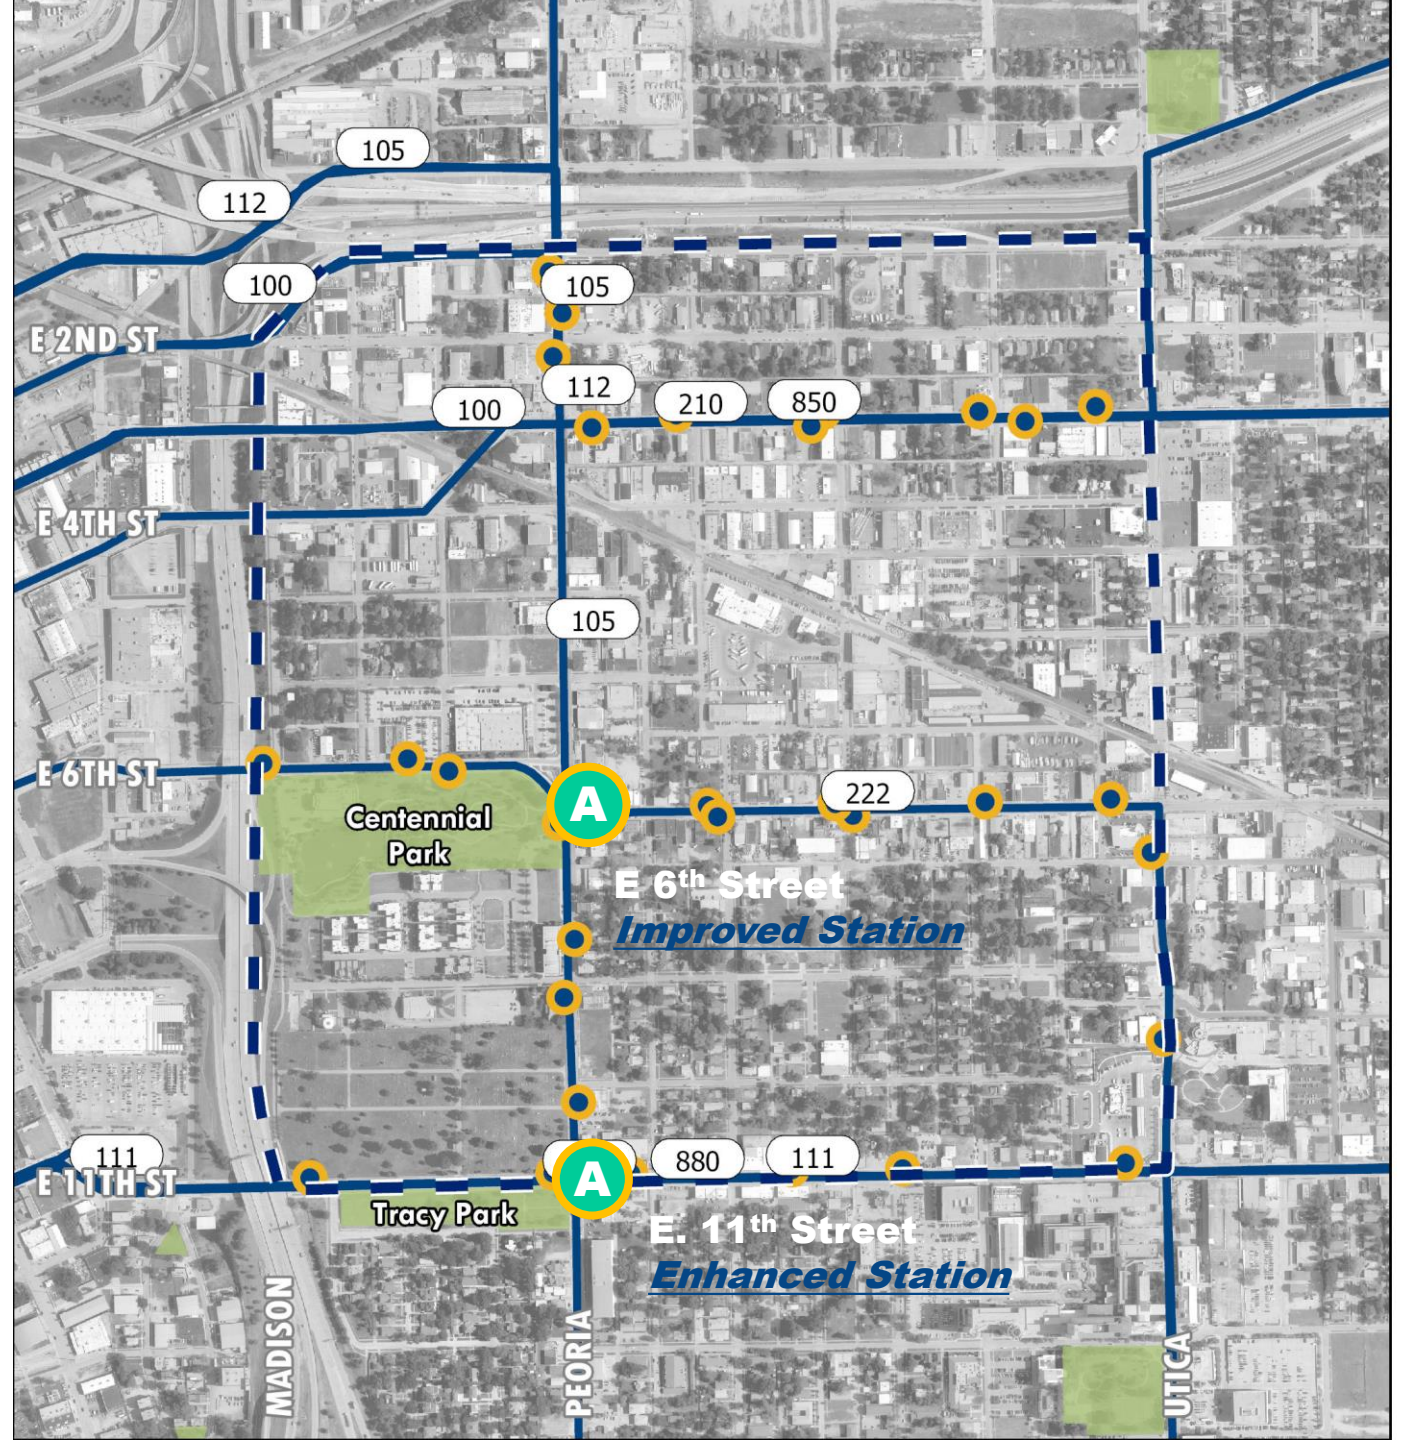 105
112
100
105
E 2ND ST
112
100
210
850
E 4TH ST
105
E 6TH ST
222
A
Centennial
Park
E 6th Street
Improved Station
111
880
111
E 11TH ST
A
Tracy Park
E. 11th Street
Enhanced Station
MADISON
PEORIA
UTICA